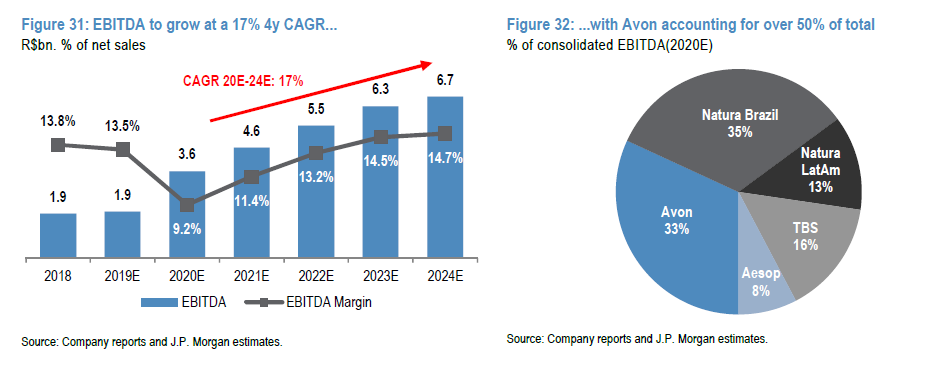 Figure 31: EBITDA to grow at a 17% 4y CAGR...
R$bn. % of net sales
CAGR 20E-24E: 17%
13.8%
13.5%
9.2%
11.4%
13.2%
14.5%
14.7%
1.9
1.9
3.6
4.6
5.5
6.3
6.7
2018
2019E
2020E
2021E
2022E
2023E
2024E
EBITDA
EBITDA Margin
Source: Company reports and J.P. Morgan estimates.
Figure 32: ...with Avon accounting for over 50% of total
% of consolidated EBITDA(2020E)
Natura Brazil
35%
Natura
LatAm
13%
TBS
16%
Aesop
8%
Avon
33%
Source: Company reports and J.P. Morgan estimates.